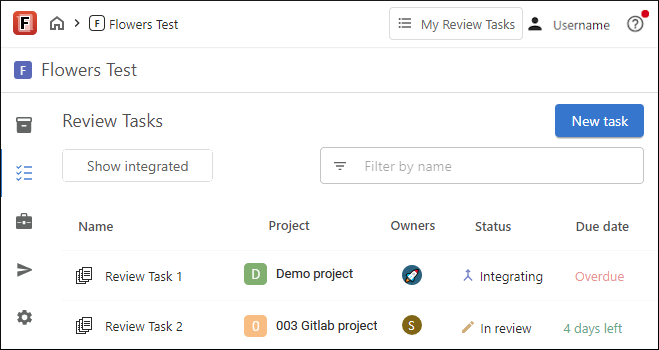 F F Flowers Test My Review Tasks Username
F Flowers Test
Review Tasks New task
Show integrated Filter by name
Name Project Owners Status Due date
Review Task 1 D Demo project Integrating Overdue
Review Task 2 0 003 Gitlab project S In review 4 days left